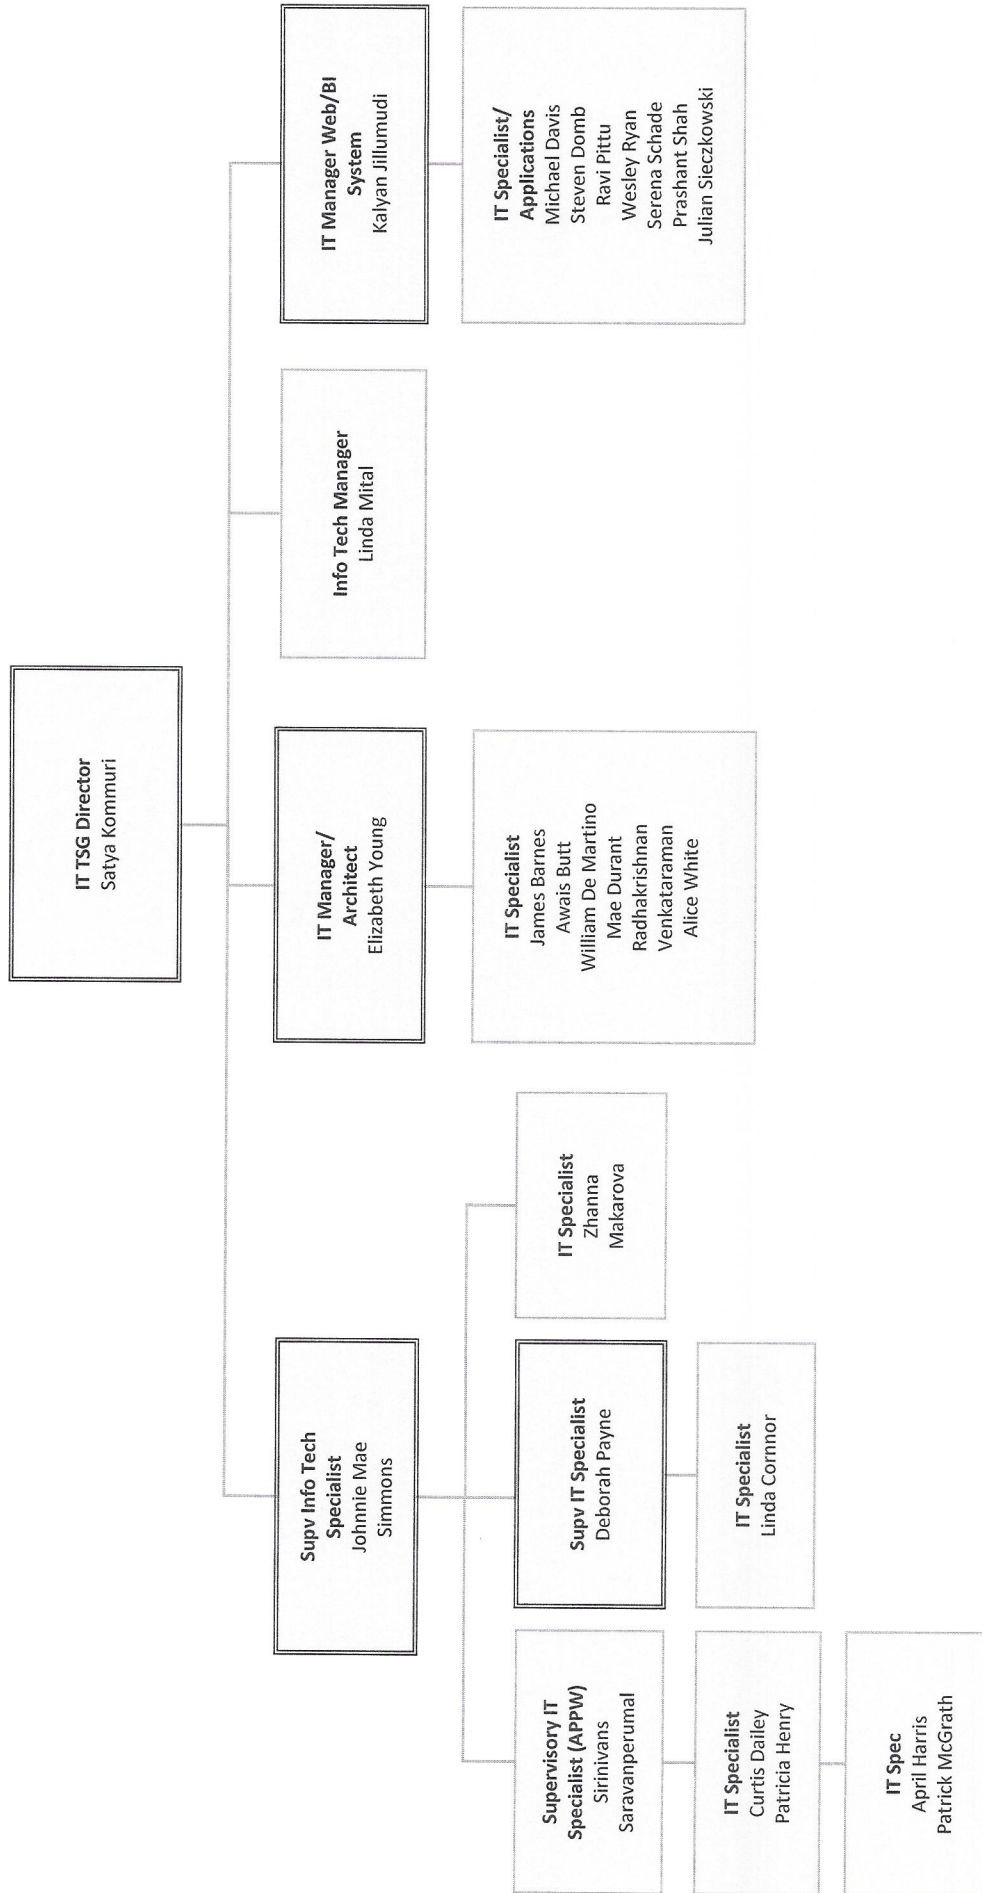 IT TSG Director
Satya Kommuri
Supv Info Tech
Specialist
Johnnie Mae
Simmons
IT Manager/
Architect
Elizabeth Young
Info Tech Manager
Linda Mital
IT Manager Web/BI
System
Kalyan Jillumudi
Supervisory IT
Specialist (APPW)
Sirinivans
Saravanperumal
Supv IT Specialist
Deborah Payne
IT Specialist
Zhanna
Makarova
IT Specialist
James Barnes
Awais Butt
William De Martino
Mae Durant
Radhakrishnan
Venkataraman
Alice White
IT Specialist/
Applications
Michael Davis
Steven Domb
Ravi Pittu
Wesley Ryan
Serena Schade
Prashant Shah
Julian Sieczkowski
IT Specialist
Curtis Dailey
Patricia Henry
IT Specialist
Linda Cornnor
IT Spec
April Harris
Patrick McGrath